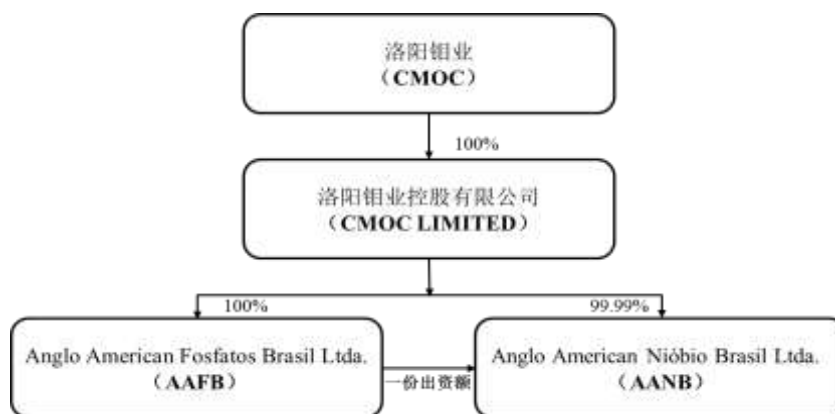 洛阳钼业
（CMOC）
100%
洛阳钼业控股有限公司
（CMOC LIMITED）
100%
99.99%
Anglo American Fosfatos Brasil Ltda.
（AAFB）
一份出资额
Anglo American Nióbio Brasil Ltda.
（AANB）